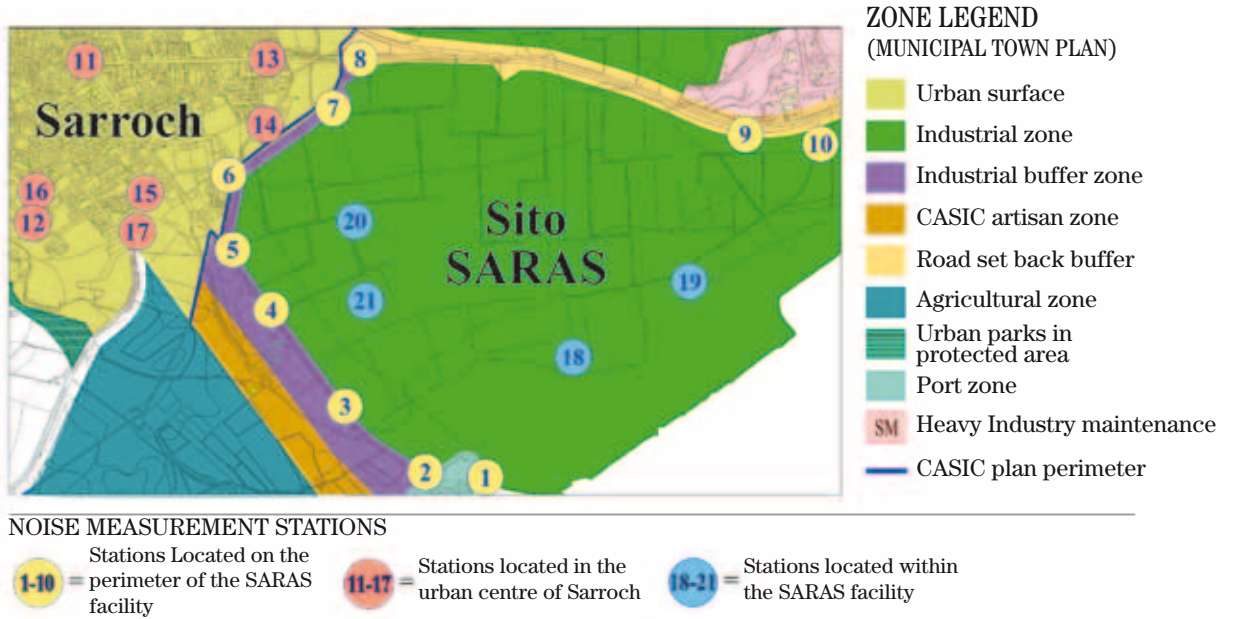 ZONE LEGEND
(MUNICIPAL TOWN PLAN)
Urban surface
Industrial zone
Industrial buffer zone
CASIC artisan zone
Road set back buffer
Agricultural zone
Urban parks in
protected area
Port zone
SM Heavy Industry maintenance
CASIC plan perimeter
11
13
8
Sarroch
14
7
9
10
6
16
15
12
17
20
Sito
SARAS
5
4
21
19
18
3
2
1
NOISE MEASUREMENT STATIONS
1-10 = Stations Located on the
perimeter of the SARAS
facility
11-17 = Stations located in the
urban centre of Sarroch
18-21 = Stations located within
the SARAS facility